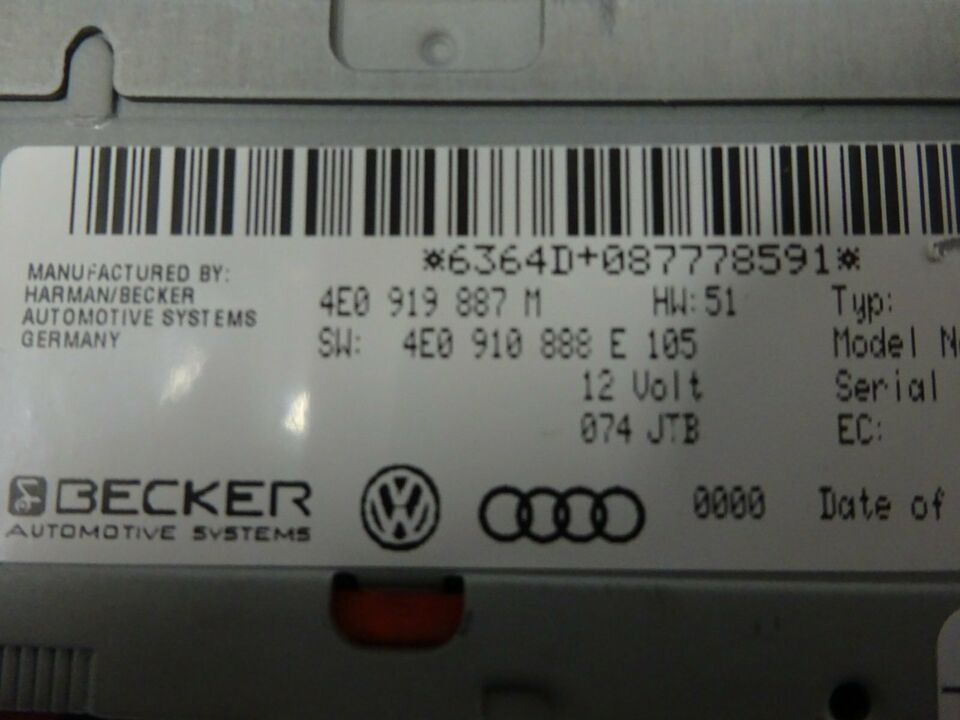 *6364D+087778591*
MANUFACTURED BY:
HARMAN/BECKER
AUTOMOTIVE SYSTEMS
GERMANY
4E0 919 887 M HW: 51 Typ:
SW: 4E0 910 888 E 105 Model
12 Volt Serial
074 JTB EC:
BECKER
AUTOMOTIVE SYSTEMS
0000 Date of